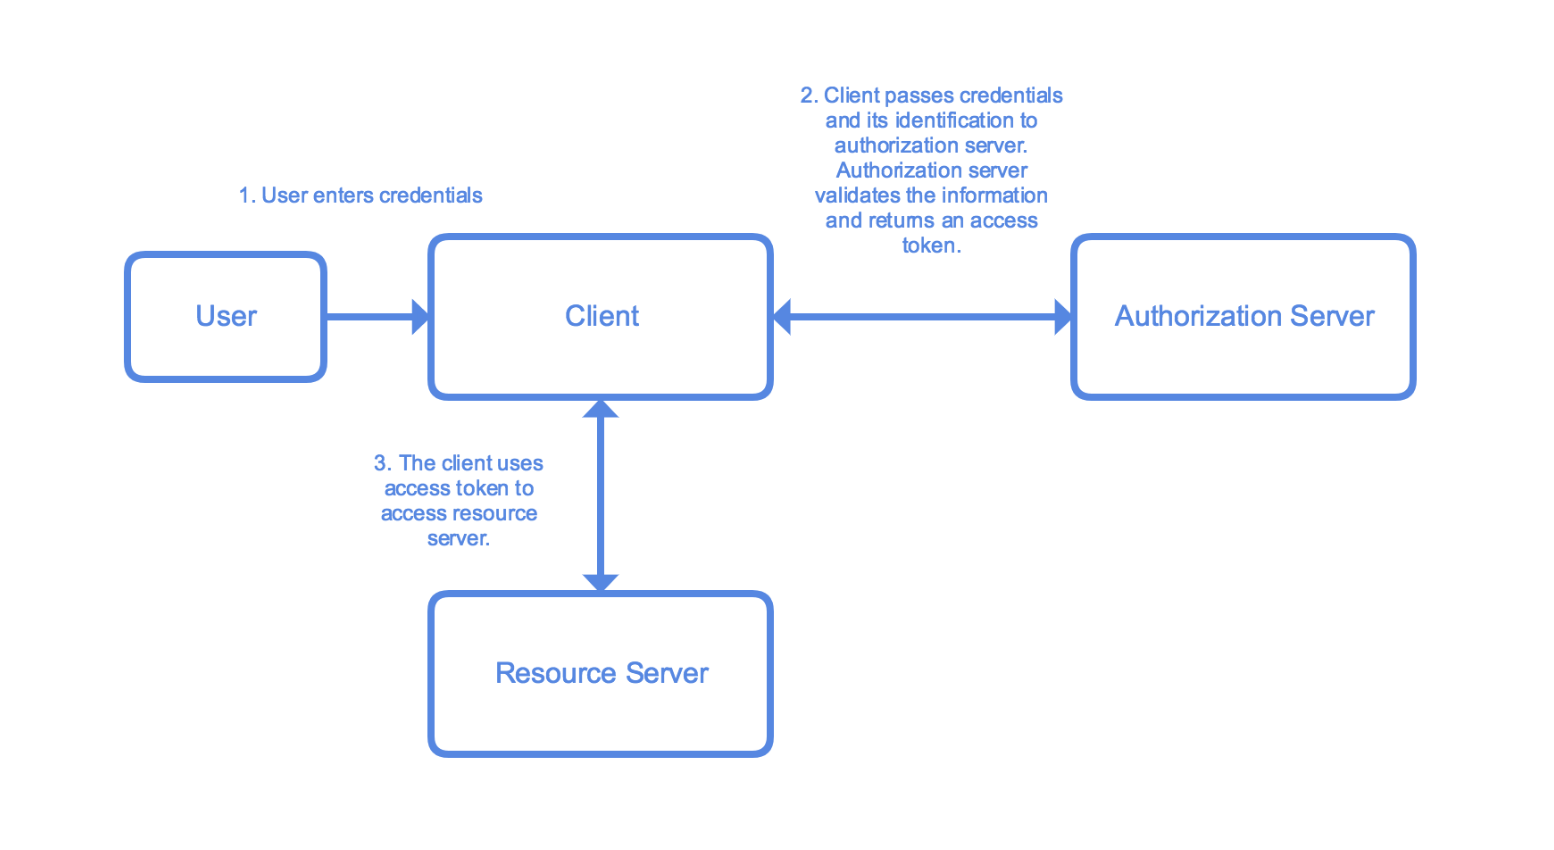 2. Client passes credentials
and its identification to
authorization server.
Authorization server
validates the information
and returns an access
token.
1. User enters credentials
User
Client
Authorization Server
3. The client uses
access token to
access resource
server.
Resource Server